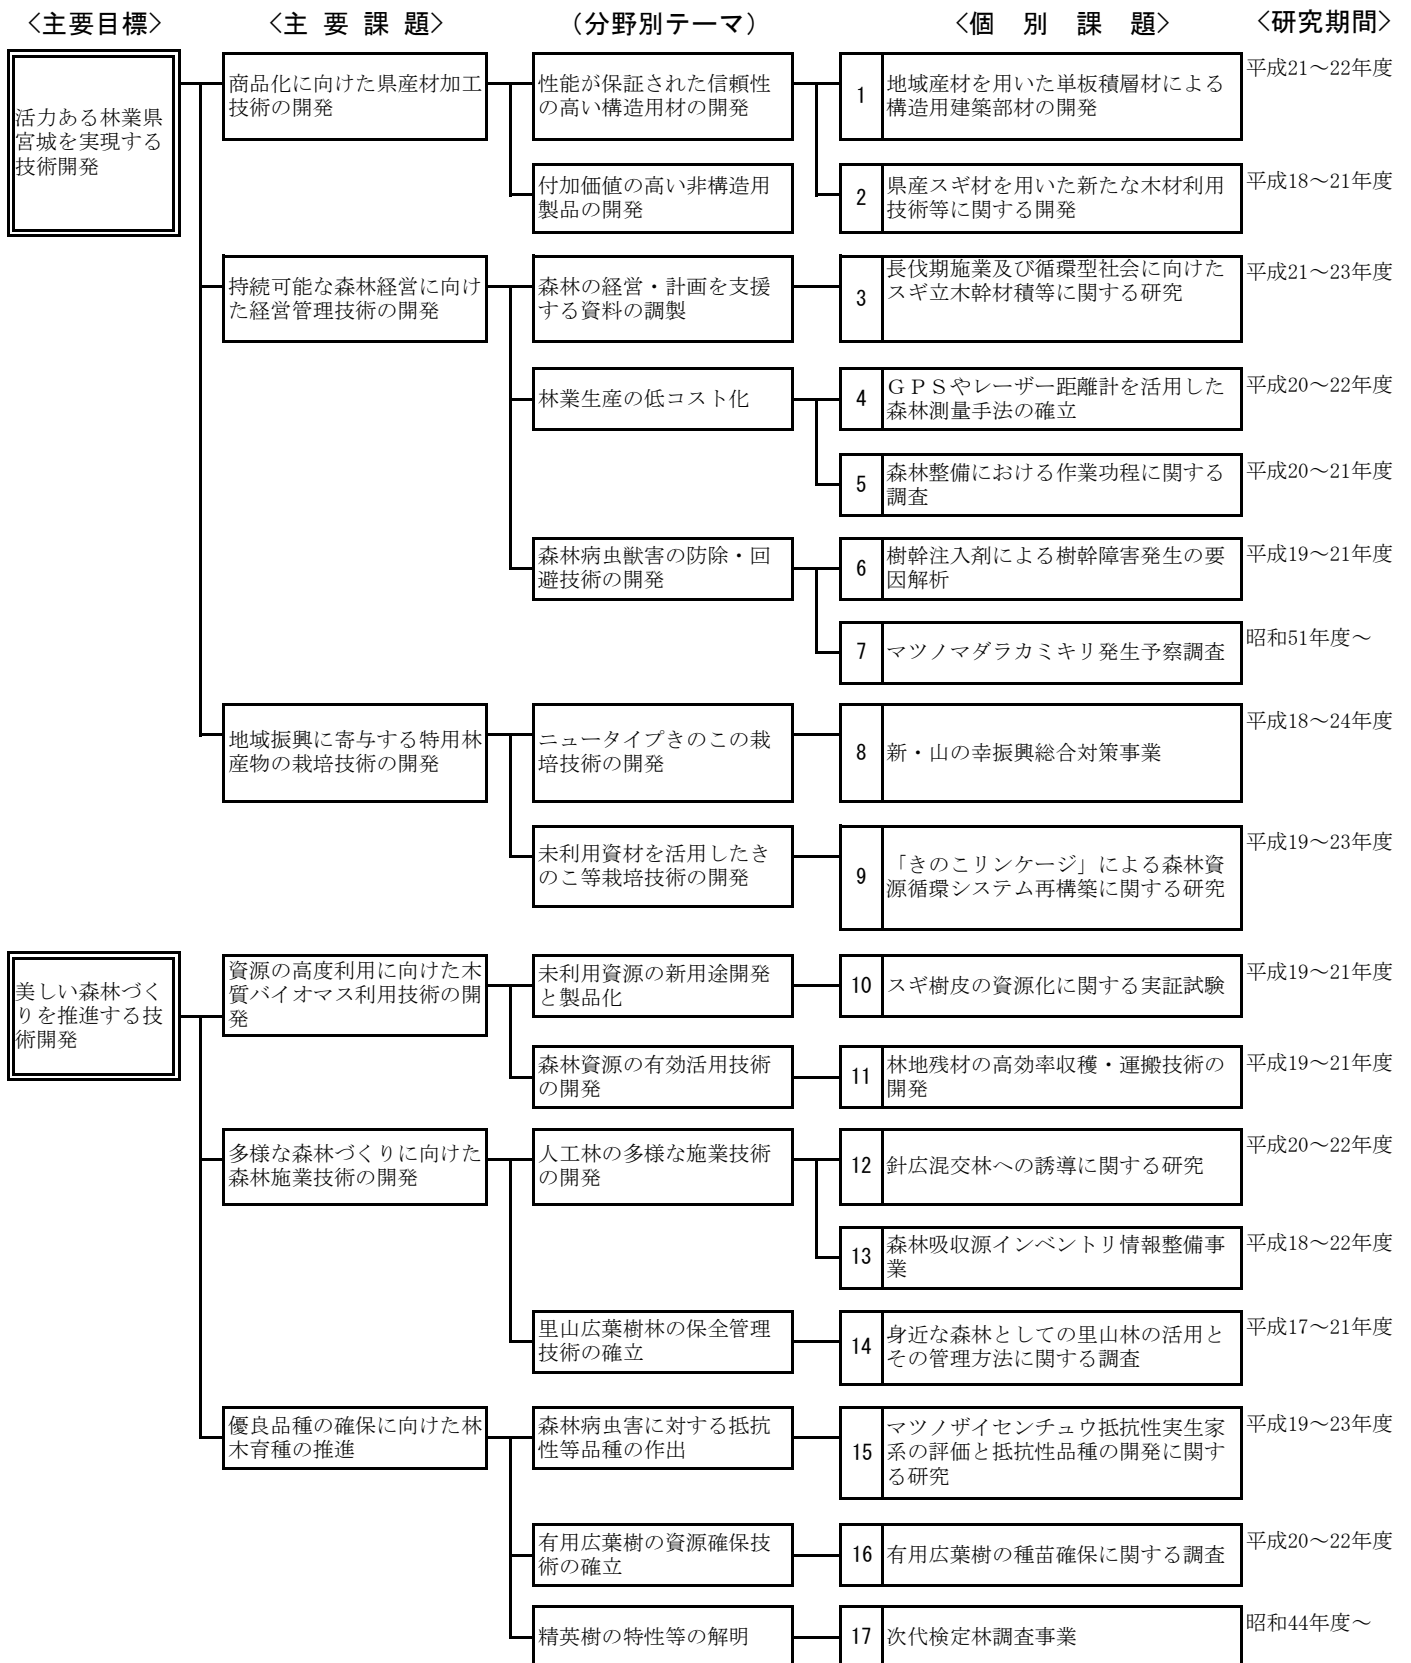 <主要目標>
<主 要 課 題>
(分野別テーマ)
<個 別 課 題>
<研究期間>
活力ある林業県
宮城を実現する
技術開発
商品化に向けた県産材加工
技術の開発
性能が保証された信頼性
の高い構造用材の開発
1
地域産材を用いた単板積層材による
構造用建築部材の開発
平成21～22年度
付加価値の高い非構造用
製品の開発
2
県産スギ材を用いた新たな木材利用
技術等に関する開発
平成18～21年度
持続可能な森林経営に向け
た経営管理技術の開発
森林の経営・計画を支援
する資料の調製
3
長伐期施業及び循環型社会に向けた
スギ立木幹材積等に関する研究
平成21～23年度
林業生産の低コスト化
4
ＧＰＳやレーザー距離計を活用した
森林測量手法の確立
平成20～22年度
5
森林整備における作業功程に関する
調査
平成20～21年度
森林病虫獣害の防除・回
避技術の開発
6
樹幹注入剤による樹幹障害発生の要
因解析
平成19～21年度
7
マツノマダラカミキリ発生予察調査
昭和51年度～
地域振興に寄与する特用林
産物の栽培技術の開発
ニュータイプきのこの栽
培技術の開発
8
新・山の幸振興総合対策事業
平成18～24年度
未利用資材を活用したき
のこ等栽培技術の開発
9
「きのこリンケージ」による森林資
源循環システム再構築に関する研究
平成19～23年度
美しい森林づく
りを推進する技
術開発
資源の高度利用に向けた木
質バイオマス利用技術の開
発
未利用資源の新用途開発
と製品化
10
スギ樹皮の資源化に関する実証試験
平成19～21年度
森林資源の有効活用技術
の開発
11
林地残材の高効率収穫・運搬技術の
開発
平成19～21年度
多様な森林づくりに向けた
森林施業技術の開発
人工林の多様な施業技術
の開発
12
針広混交林への誘導に関する研究
平成20～22年度
13
森林吸収源インベントリ情報整備事
業
平成18～22年度
里山広葉樹林の保全管理
技術の確立
14
身近な森林としての里山林の活用と
その管理方法に関する調査
平成17～21年度
優良品種の確保に向けた林
木育種の推進
森林病虫害に対する抵抗
性等品種の作出
15
マツノザイセンチュウ抵抗性実生家
系の評価と抵抗性品種の開発に関す
る研究
平成19～23年度
有用広葉樹の資源確保技
術の確立
16
有用広葉樹の種苗確保に関する調査
平成20～22年度
精英樹の特性等の解明
17
次代検定林調査事業
昭和44年度～